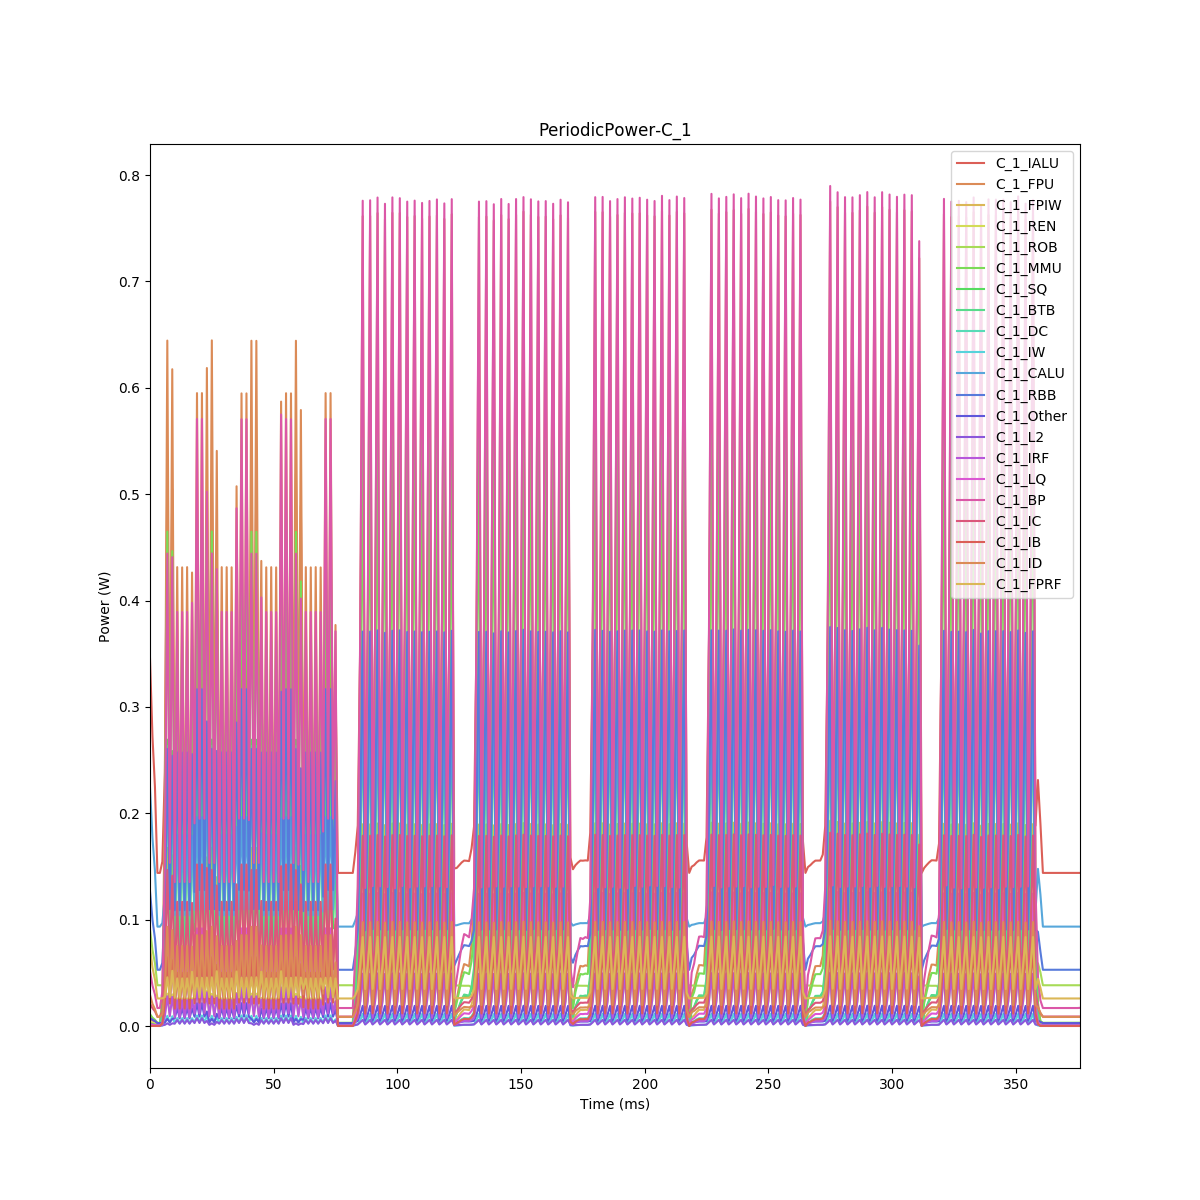 PeriodicPower-C_1
Power (W)
0.8
0.7
0.6
0.5
0.4
0.3
0.2
0.1
0.0
0
50
100
150
200
250
300
350
Time (ms)
C_1_IALU
C_1_FPU
C_1_FPIW
C_1_REN
C_1_ROB
C_1_MMU
C_1_SQ
C_1_BTB
C_1_DC
C_1_IW
C_1_CALU
C_1_RBB
C_1_Other
C_1_L2
C_1_IRF
C_1_LQ
C_1_BP
C_1_IC
C_1_IB
C_1_ID
C_1_FPRF